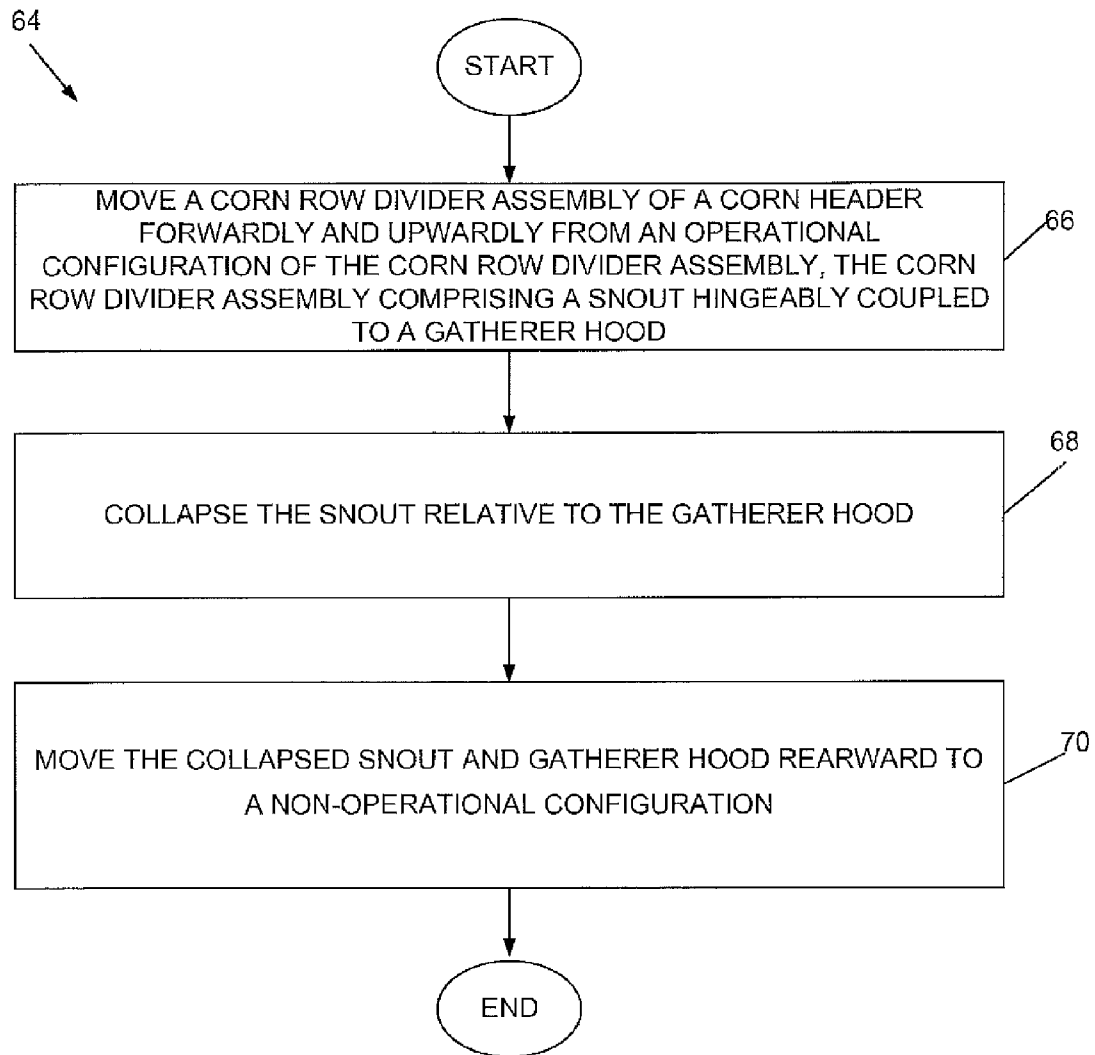 64
START
MOVE A CORN ROW DIVIDER ASSEMBLY OF A CORN HEADER
FORWARDLY AND UPWARDLY FROM AN OPERATIONAL
CONFIGURATION OF THE CORN ROW DIVIDER ASSEMBLY, THE CORN
ROW DIVIDER ASSEMBLY COMPRISING A SNOUT HINGEABLY COUPLED
TO A GATHERER HOOD
66
COLLAPSE THE SNOUT RELATIVE TO THE GATHERER HOOD
68
MOVE THE COLLAPSED SNOUT AND GATHERER HOOD REARWARD TO
A NON-OPERATIONAL CONFIGURATION
70
END